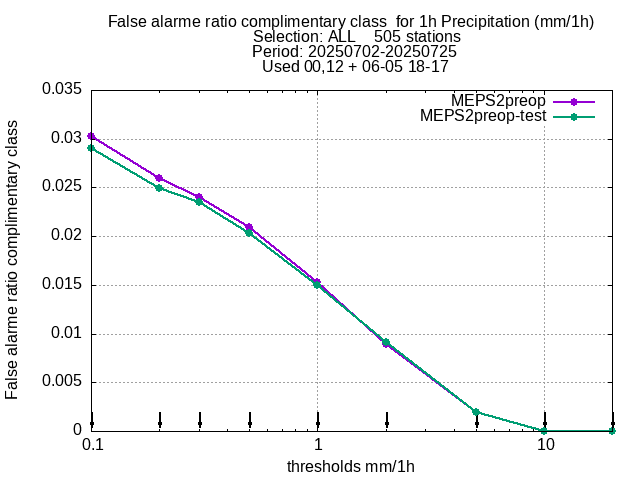 False alarme ratio complimentary class  for 1h Precipitation (mm/1h)
Selection: ALL    505 stations
Period: 20250702-20250725
Used 00,12 + 06-05 18-17
MEPS2preop
MEPS2preop-test
False alarme ratio complimentary class
0.035
0.03
0.025
0.02
0.015
0.01
0.005
0
0.1
1
10
thresholds mm/1h